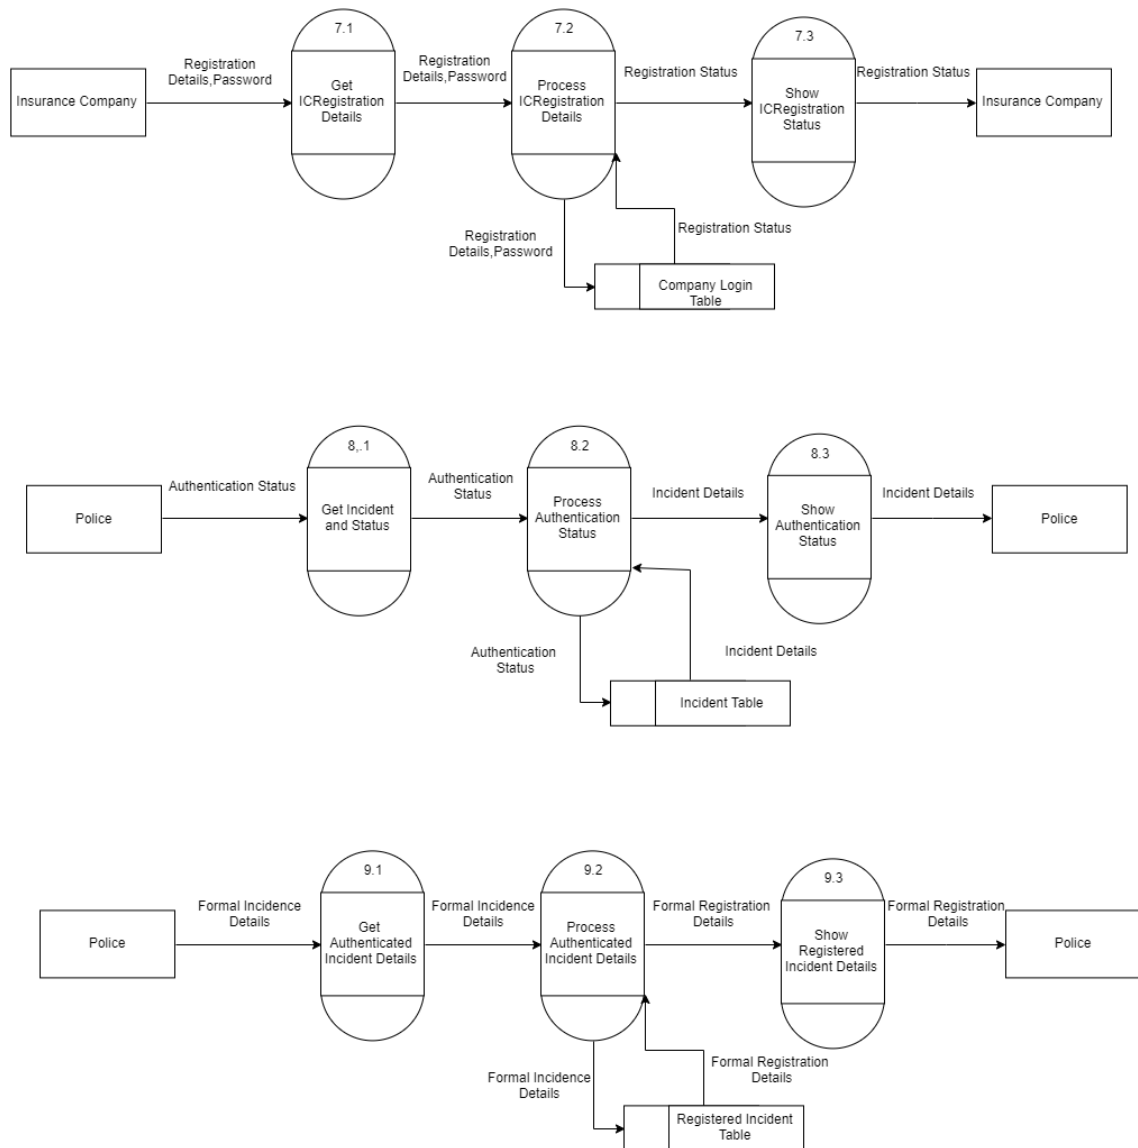 7.1
7.2
7.3
Registration
Details,Password
Registration
Details,Password
Registration Status
Registration Status
Insurance Company
Get
ICRegistration
Details
Process
ICRegistration
Details
Show
ICRegistration
Status
Insurance Company
Registration
Details,Password
Registration Status
Company Login
Table
8,.1
8.2
8.3
Authentication Status
Authentication
Status
Incident Details
Incident Details
Police
Get Incident
and Status
Process
Authentication
Status
Show
Authentication
Status
Police
Authentication
Status
Incident Details
Incident Table
9.1
9.2
9.3
Formal Incidence
Details
Formal Incidence
Details
Formal Registration
Details
Formal Registration
Details
Police
Get
Authenticated
Incident Details
Process
Authenticated
Incident Details
Show
Registered
Incident Details
Police
Formal Incidence
Details
Formal Registration
Details
Registered Incident
Table